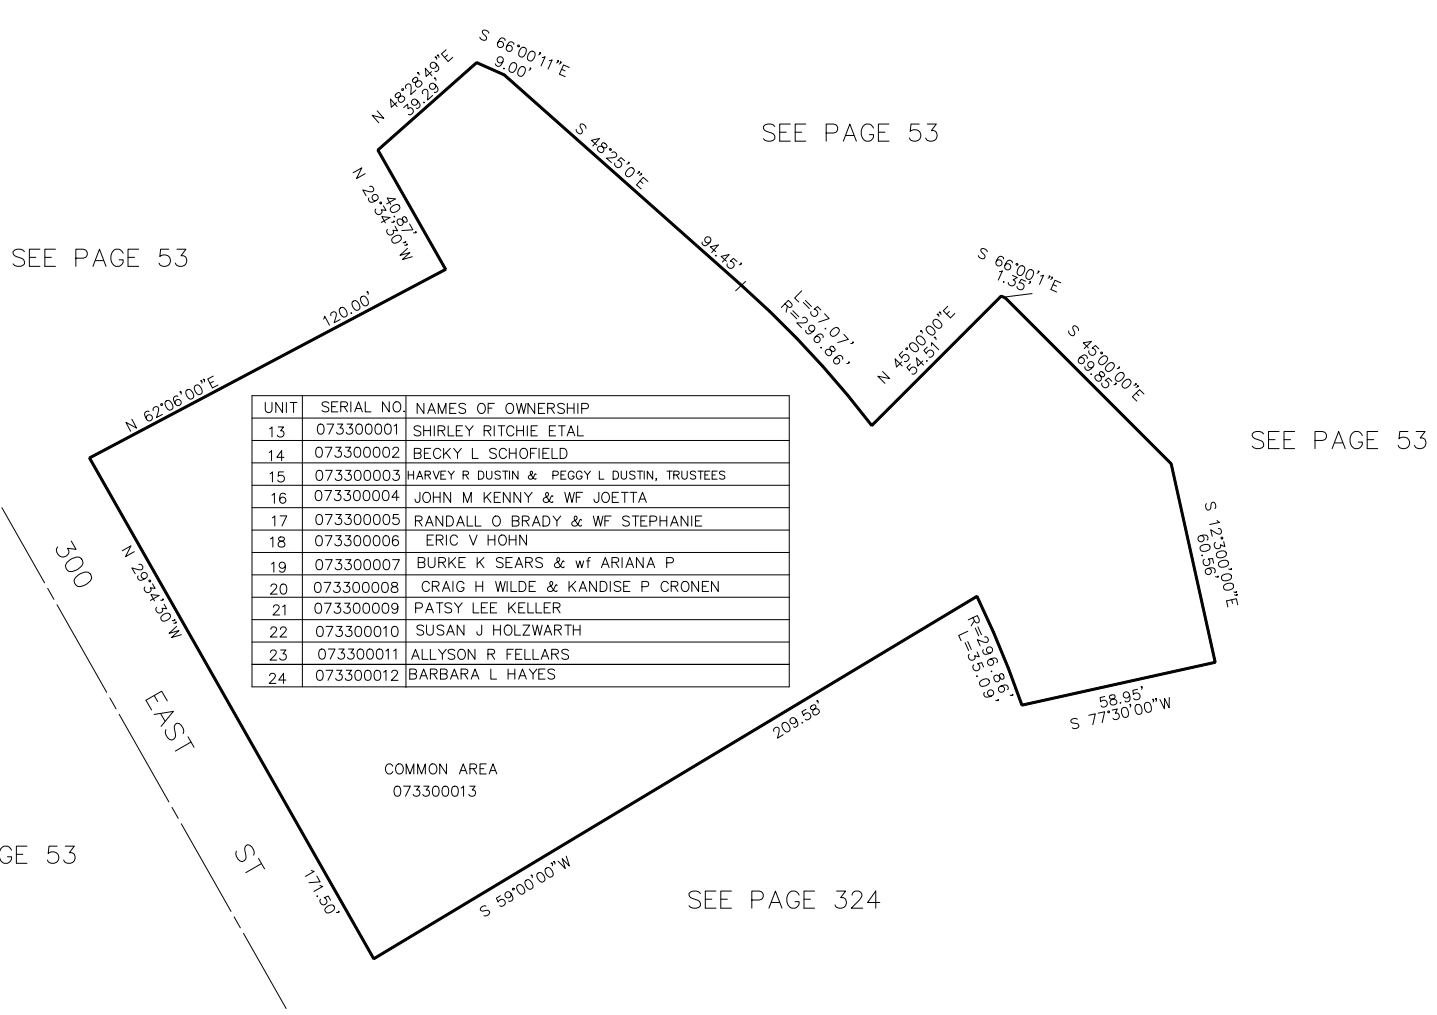 S 66°00'11"E
9.00'
N 48°28'49"E
39.29'
SEE PAGE 53
S 48°25'0"E
N 29°34'30"W
40.87'
SEE PAGE 53
94.45'
S 66°00'1"E
1.35'
120.00'
L=57.07'
R=296.86'
N 45°00'00"E
54.51'
S 45°00'00"E
69.85'
N 62°06'00"E
SEE PAGE 53
UNIT SERIAL NO. NAMES OF OWNERSHIP
13 073300001 SHIRLEY RITCHIE ETAL
14 073300002 BECKY L SCHOFIELD
15 073300003 HARVEY R DUSTIN & PEGGY L DUSTIN, TRUSTEES
16 073300004 JOHN M KENNY & WF JOETTA
17 073300005 RANDALL O BRADY & WF STEPHANIE
18 073300006 ERIC V HOHN
19 073300007 BURKE K SEARS & wf ARIANA P
20 073300008 CRAIG H WILDE & KANDISE P CRONEN
21 073300009 PATSY LEE KELLER
22 073300010 SUSAN J HOLZWARTH
23 073300011 ALLYSON R FELLARS
24 073300012 BARBARA L HAYES
S 12°30'00"E
60.56'
300 EAST ST
N 29°34'30"W
R=296.86'
L=35.09'
58.95'
S 77°30'00"W
209.58'
COMMON AREA
073300013
GE 53
171.50'
S 59°00'00"W
SEE PAGE 324